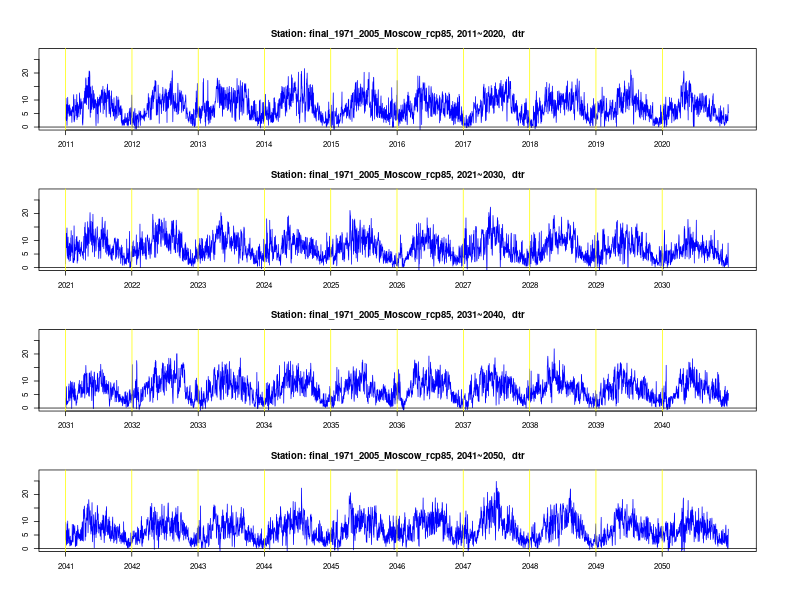 Station: final_1971_2005_Moscow_rcp85, 2011~2020, dtr
20
10
5
0
2011 2012 2013 2014 2015 2016 2017 2018 2019 2020
Station: final_1971_2005_Moscow_rcp85, 2021~2030, dtr
20
10
5
0
2021 2022 2023 2024 2025 2026 2027 2028 2029 2030
Station: final_1971_2005_Moscow_rcp85, 2031~2040, dtr
20
10
5
0
2031 2032 2033 2034 2035 2036 2037 2038 2039 2040
Station: final_1971_2005_Moscow_rcp85, 2041~2050, dtr
20
10
5
0
2041 2042 2043 2044 2045 2046 2047 2048 2049 2050